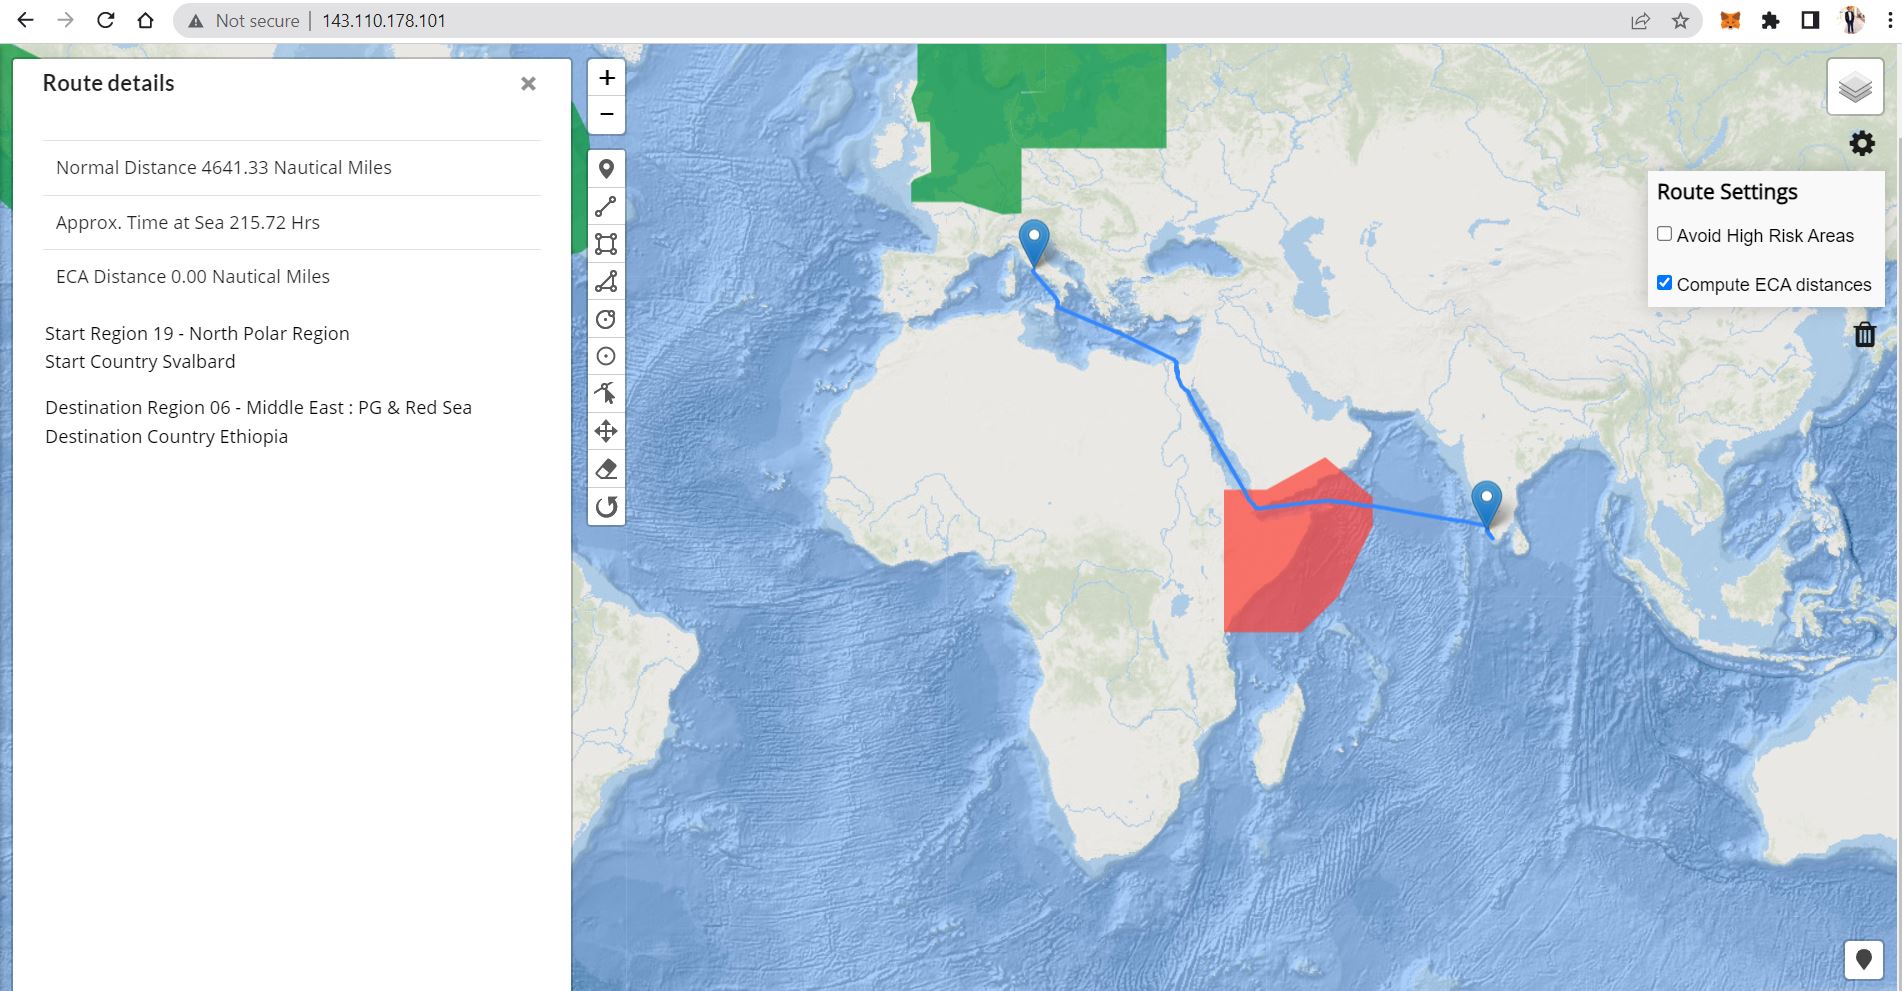 Not secure | 143.110.178.101
Route details
×
Normal Distance 4641.33 Nautical Miles
Approx. Time at Sea 215.72 Hrs
ECA Distance 0.00 Nautical Miles
Start Region 19 - North Polar Region
Start Country Svalbard
Destination Region 06 - Middle East : PG & Red Sea
Destination Country Ethiopia
+
−
Route Settings
Avoid High Risk Areas
Compute ECA distances